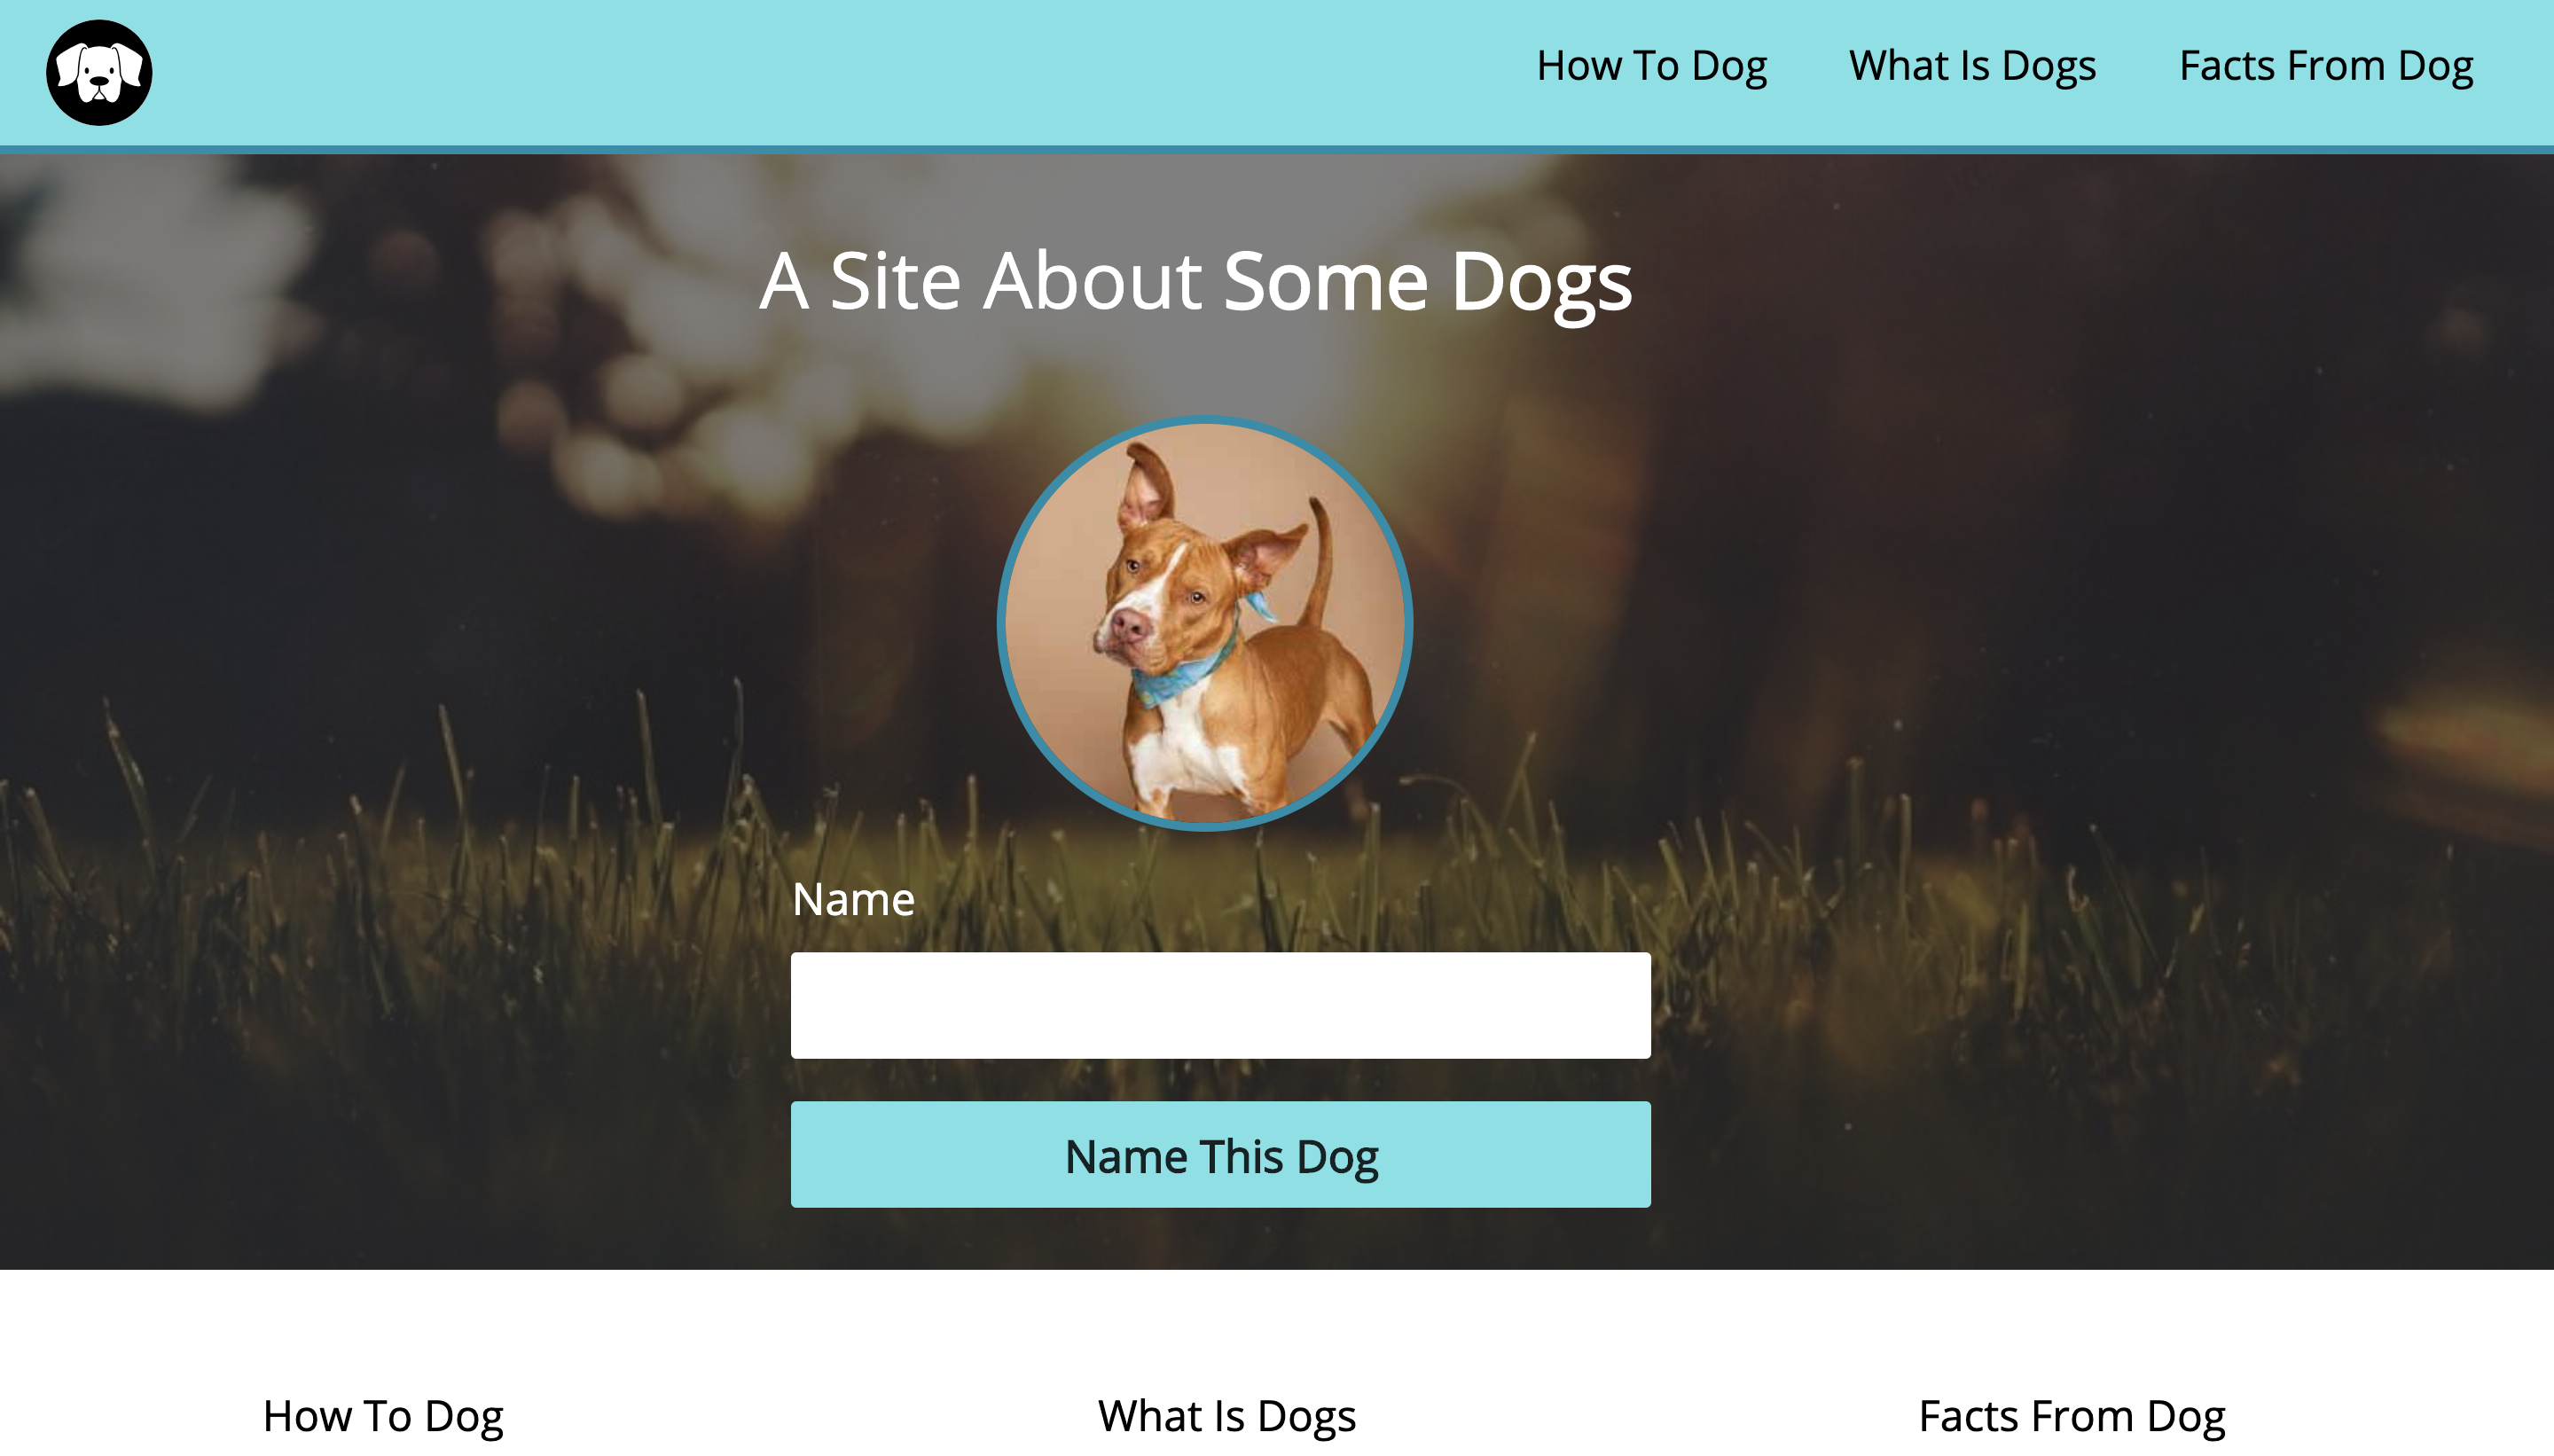 How To Dog
What Is Dogs
Facts From Dog
A Site About Some Dogs
Name
Name This Dog
How To Dog
What Is Dogs
Facts From Dog